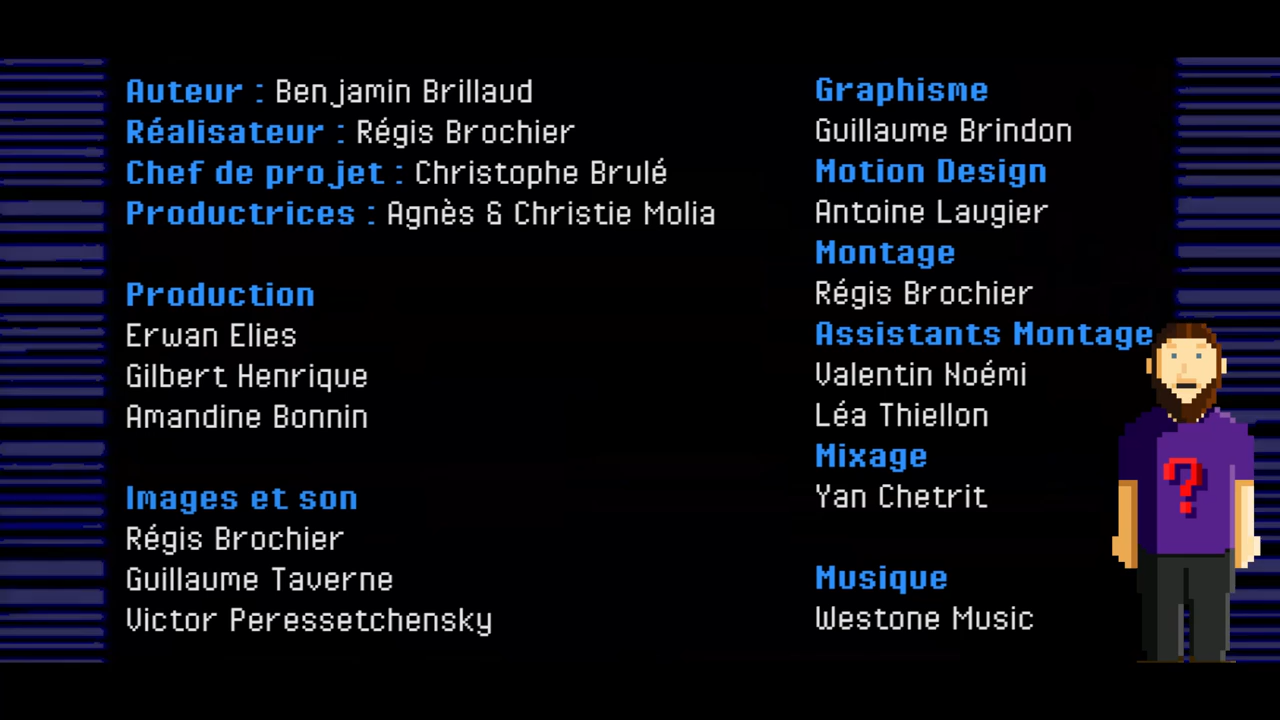 Auteur : Benjamin Brillaud
Réalisateur : Régis Brochier
Chef de projet : Christophe Brulé
Productrices : Agnès & Christie Molia
Production
Erwan Elies
Gilbert Henrique
Amandine Bonnin
Images et son
Régis Brochier
Guillaume Taverne
Victor Peressetchensky
Graphisme
Guillaume Brindon
Motion Design
Antoine Laugier
Montage
Régis Brochier
Assistants Montage
Valentin Noémi
Léa Thiellon
Mixage
Yan Chetrit
Musique
Westone Music
?